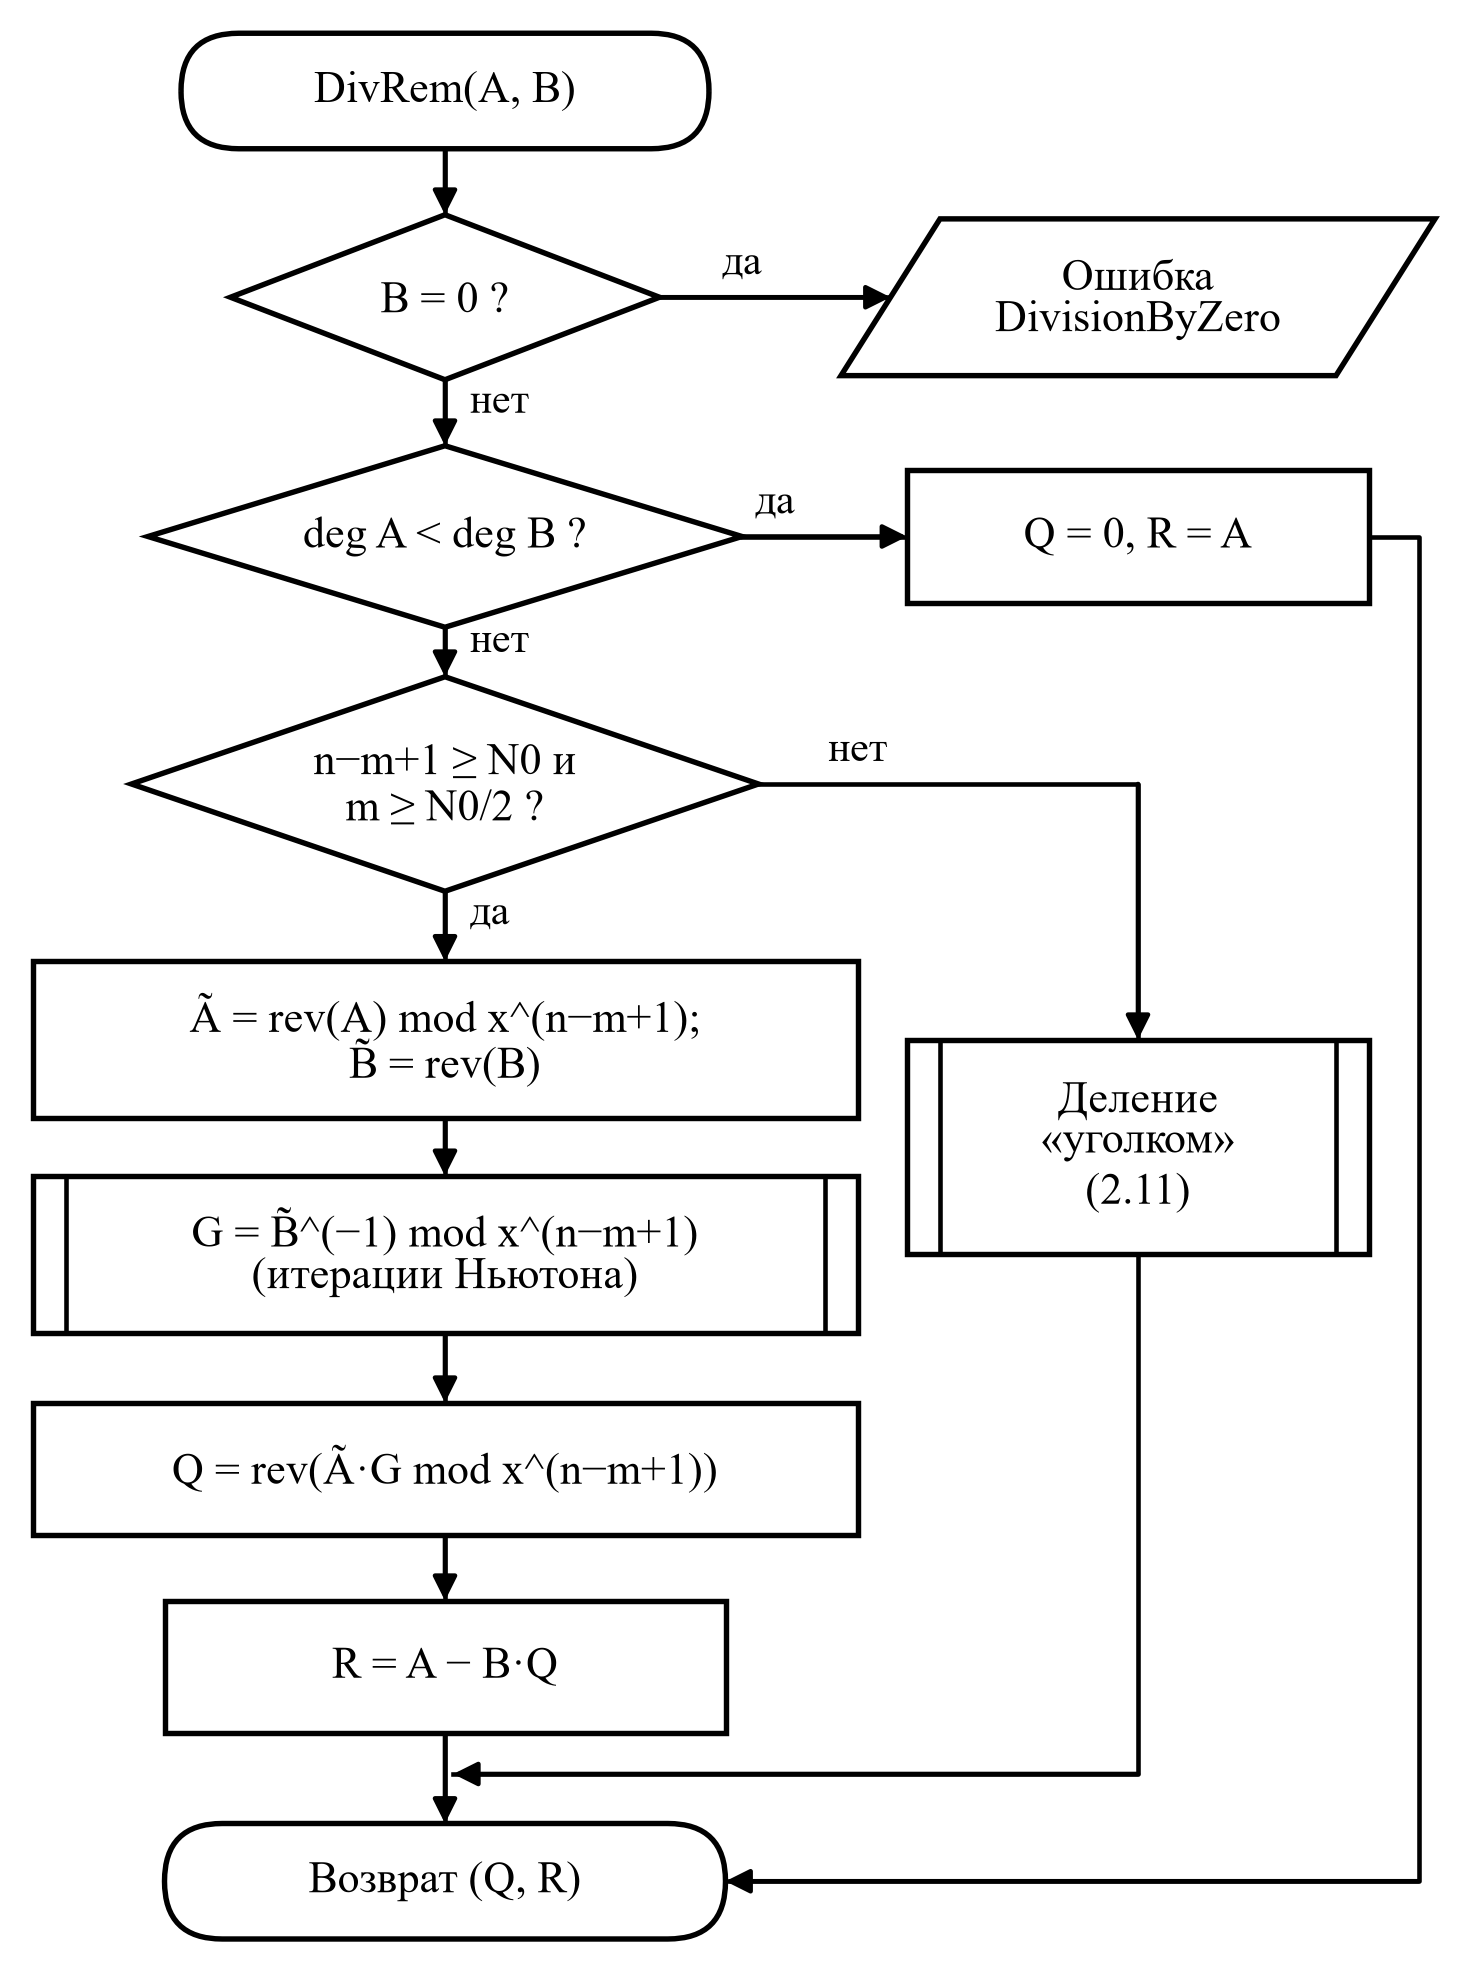 DivRem(A, B)
B = 0 ?
да
Ошибка
DivisionByZero
нет
deg A < deg B ?
да
Q = 0, R = A
нет
n−m+1 ≥ N0 и
m ≥ N0/2 ?
нет
да
Ã = rev(A) mod x^(n−m+1);
B̃ = rev(B)
Деление
«уголком»
(2.11)
G = B̃^(−1) mod x^(n−m+1)
(итерации Ньютона)
Q = rev(Ã·G mod x^(n−m+1))
R = A − B·Q
Возврат (Q, R)